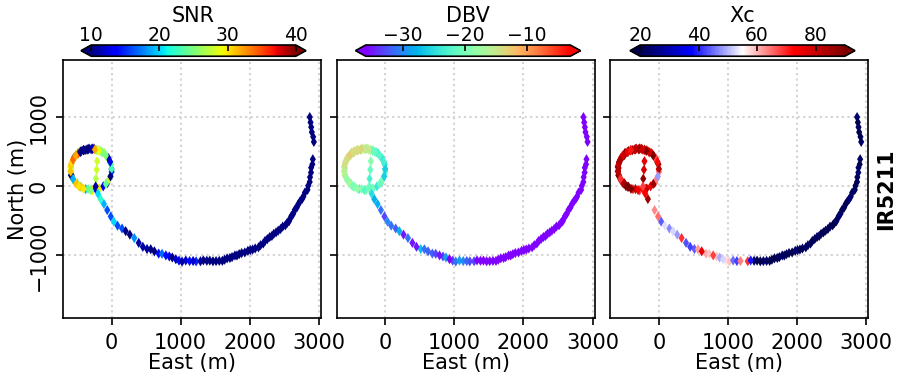 SNR DBV Xc
10 20 30 40 −30 −20 −10 20 40 60 80
1000
0
−1000
North (m)
0 1000 2000 3000 0 1000 2000 3000 0 1000 2000 3000
East (m) East (m) East (m)
IR5211